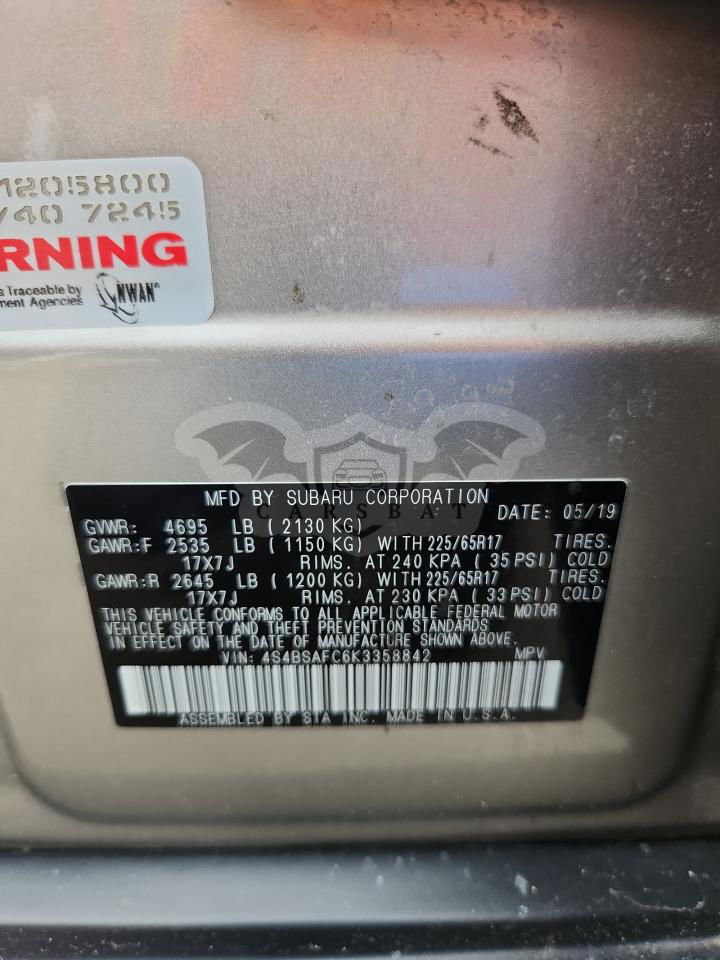 1205800
740 7245
RNING
s Traceable by
ment Agencies
NWAN®
CARSBAT
MFD BY SUBARU CORPORATION
DATE: 05/19
GVWR: 4695 LB ( 2130 KG)
GAWR:F 2535 LB ( 1150 KG) WITH 225/65R17 TIRES.
17X7J RIMS. AT 240 KPA ( 35 PSI) COLD
GAWR:R 2645 LB ( 1200 KG) WITH 225/65R17 TIRES.
17X7J RIMS. AT 230 KPA ( 33 PSI) COLD
THIS VEHICLE CONFORMS TO ALL APPLICABLE FEDERAL MOTOR
VEHICLE SAFETY AND THEFT PREVENTION STANDARDS
IN EFFECT ON THE DATE OF MANUFACTURE SHOWN ABOVE.
VIN: 4S4BSAFC6K3358842 MPV
ASSEMBLED BY SIA INC. MADE IN U.S.A.